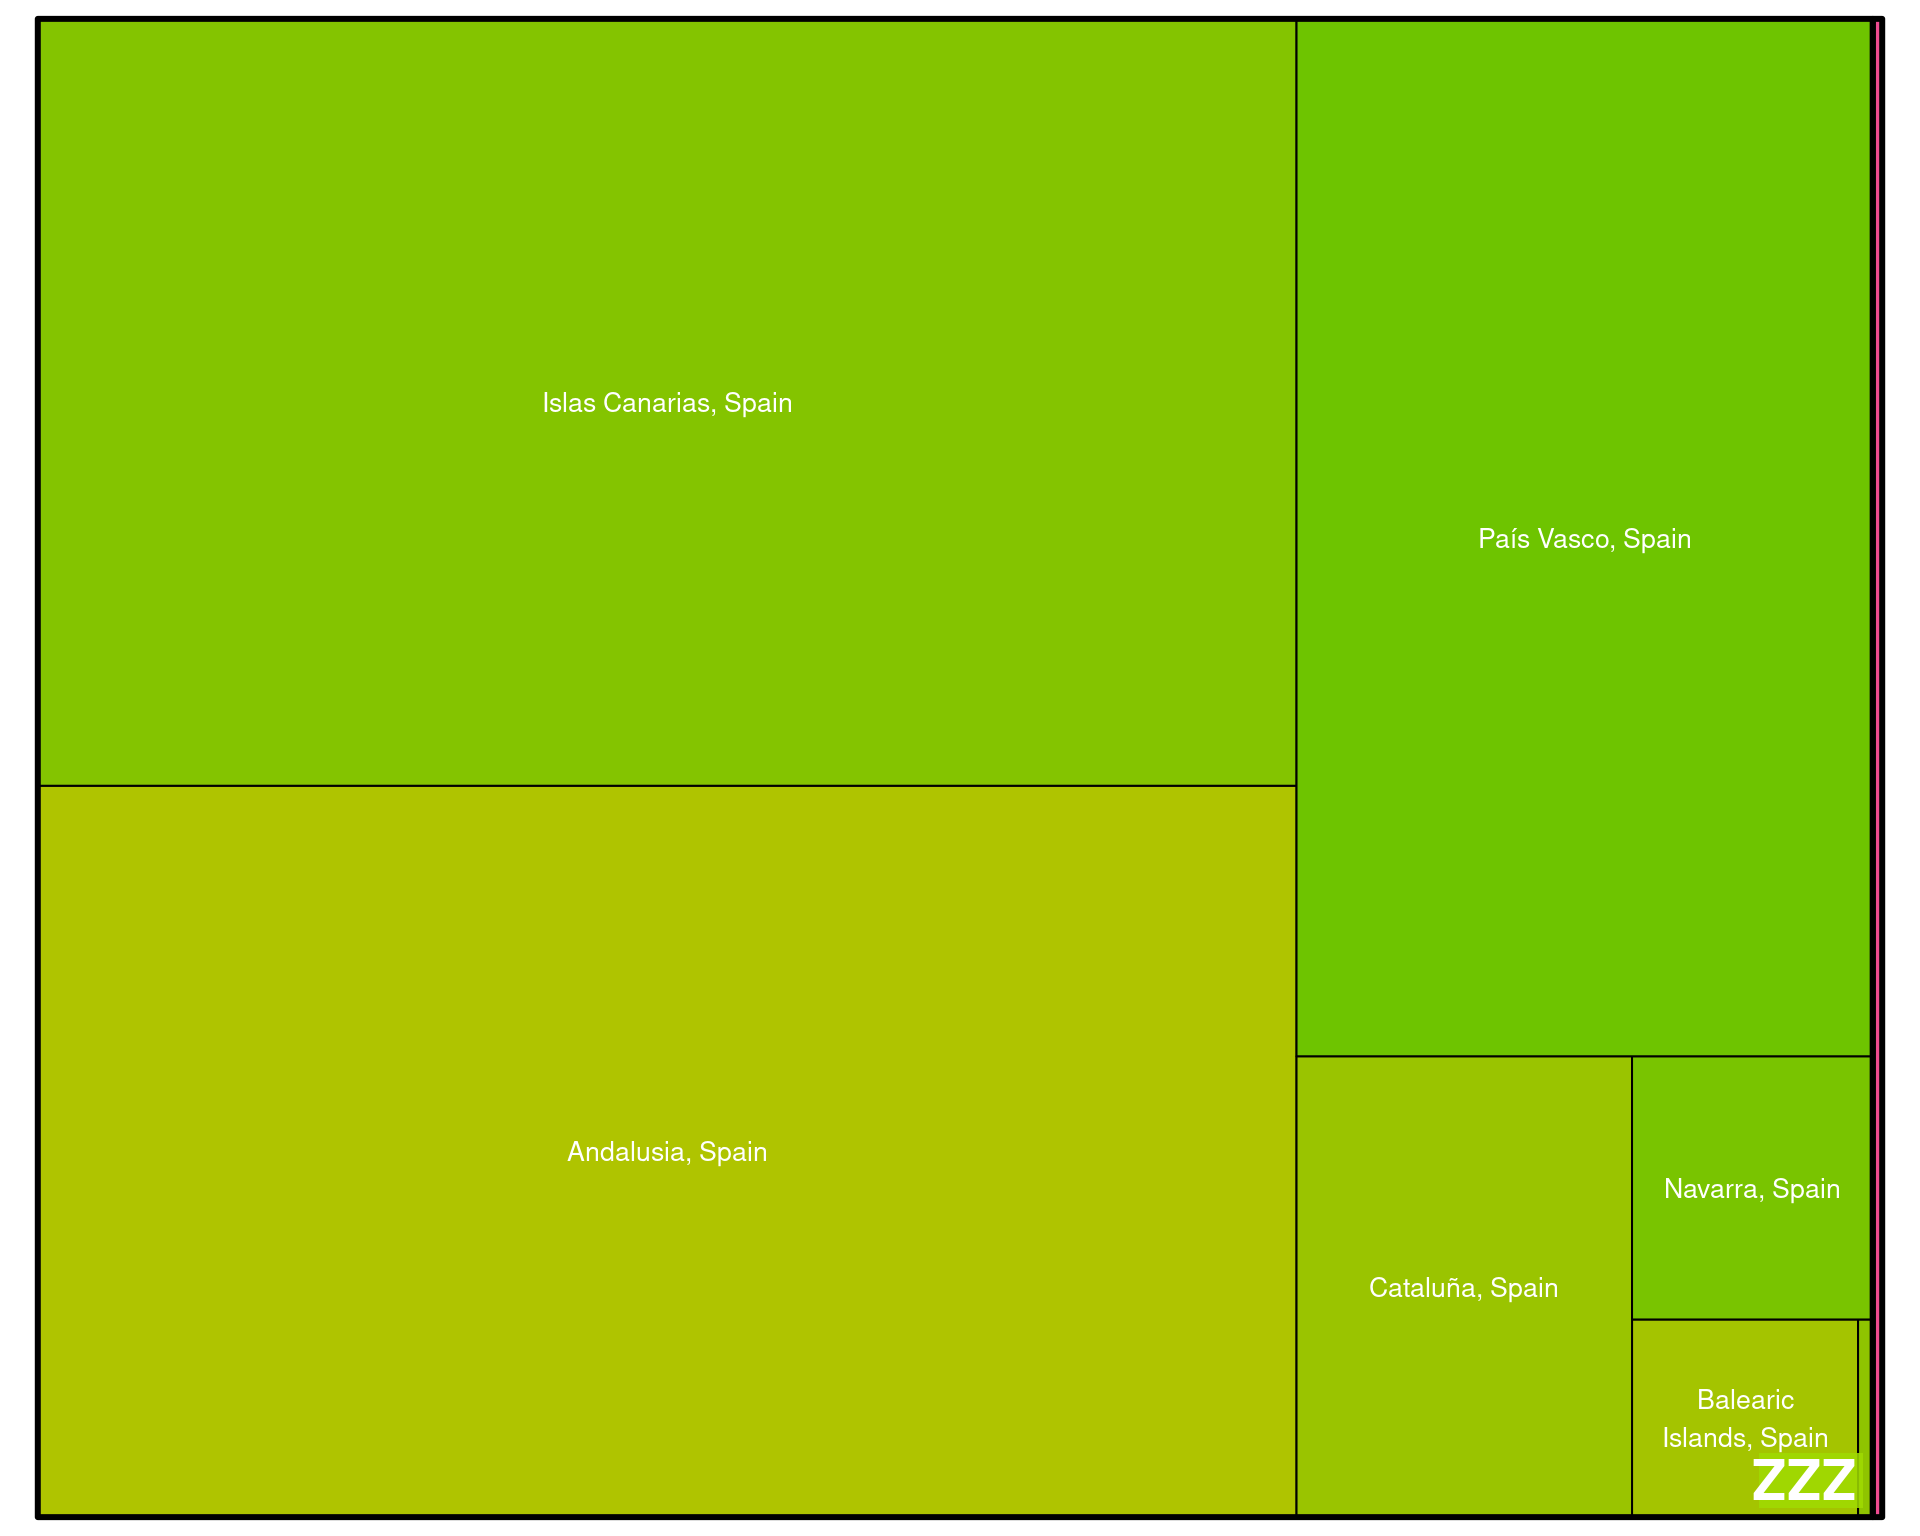 Islas Canarias, Spain
País Vasco, Spain
Andalusia, Spain
Navarra, Spain
Cataluña, Spain
Balearic
Islands, Spain
ZZZ